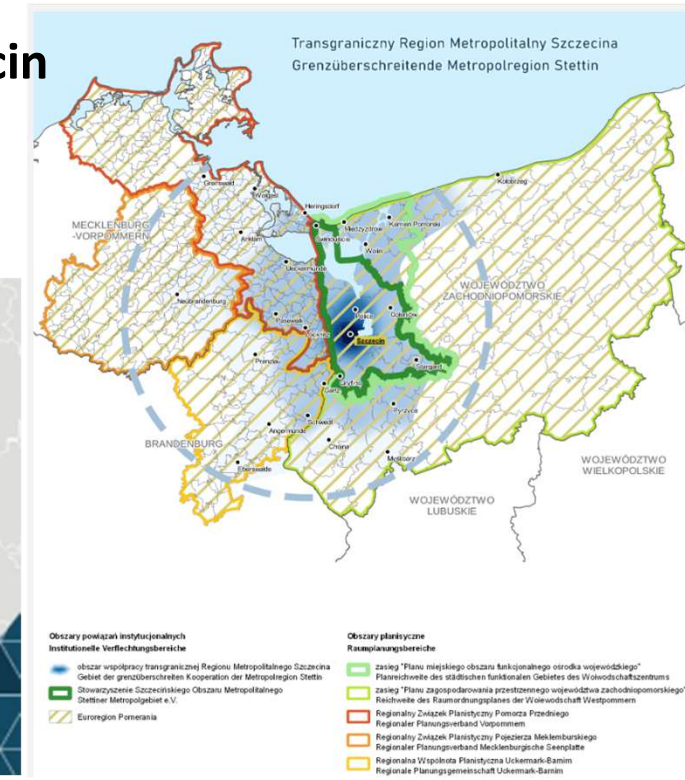 cin
Transgraniczny Region Metropolitalny Szczecina
Grenzüberschreitende Metropolregion Stettin
Kołobrzeg
Greifswald
Wolgast
Heringsdorf
Kamień Pomorski
Międzyzdroje
Świnoujście
MECKLENBURG
-VORPOMMERN
Anklam
Wolin
Ueckermünde
WOJEWÓDZTWO
ZACHODNIOPOMORSKIE
Neubrandenburg
Police
Goleniów
Pasewalk
Szczecin
Prenzlau
Stargard
Gryfino
Gartz
Pyrzyce
Schwedt
Angermünde
Chojna
BRANDENBURG
Myślibórz
Eberswalde
WOJEWÓDZTWO
WIELKOPOLSKIE
WOJEWÓDZTWO
LUBUSKIE
Obszary powiązań instytucjonalnych
Institutionelle Verflechtungsbereiche
obszar współpracy transgranicznej Regionu Metropolitalnego Szczecina
Gebiet der grenzüberschreiten Kooperation der Metropolregion Stettin
Stowarzyszenie Szczecińskiego Obszaru Metropolitalnego
Stettiner Metropolgebiet e.V.
Euroregion Pomerania
Obszary planistyczne
Raumplanungsbereiche
zasięg "Planu miejskiego obszaru funkcjonalnego ośrodka wojewódzkiego"
Planreichweite des städtischen funktionalen Gebietes des Woiwodschaftszentrums
zasięg "Planu zagospodarowania przestrzennego województwa zachodniopomorskiego"
Reichweite des Raumordnungsplanes der Woiewodschaft Westpommern
Regionalny Związek Planistyczny Pomorza Przedniego
Regionaler Planungsverband Vorpommern
Regionalny Związek Planistyczny Pojezierza Meklemburskiego
Regionaler Planungsverband Mecklenburgische Seenplatte
Regionalna Wspólnota Planistyczna Uckermark-Barnim
Regionale Planungsgemeinschaft Uckermark-Barnim